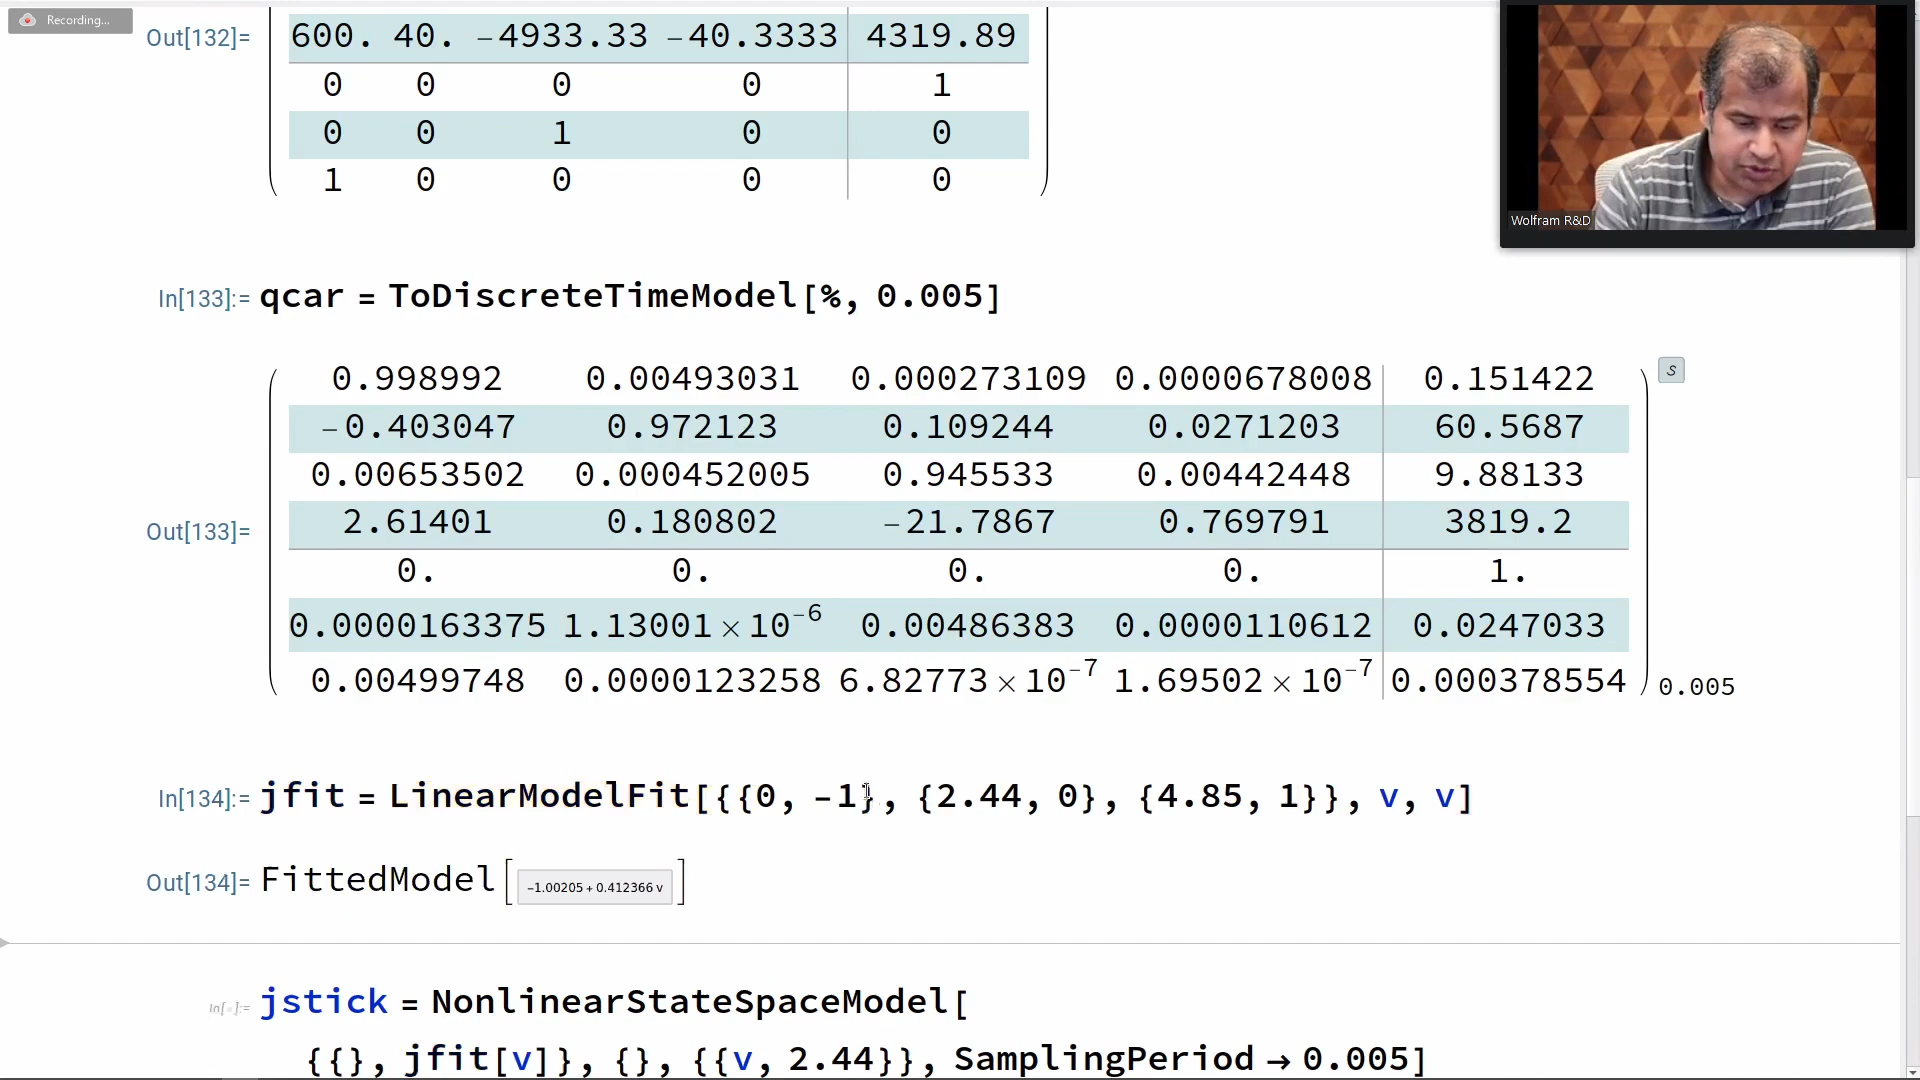 Recording...
Out[132]=
600. 40. -4933.33 -40.3333 4319.89
0 0 0 0 1
0 0 1 0 0
1 0 0 0 0
Wolfram R&D
In[133]:= qcar = ToDiscreteTimeModel[%, 0.005]
Out[133]=
0.998992 0.00493031 0.000273109 0.0000678008 0.151422 S
-0.403047 0.972123 0.109244 0.0271203 60.5687
0.00653502 0.000452005 0.945533 0.00442448 9.88133
2.61401 0.180802 -21.7867 0.769791 3819.2
0. 0. 0. 0. 1.
0.0000163375 1.13001×10⁻⁶ 0.00486383 0.0000110612 0.0247033
0.00499748 0.0000123258 6.82773×10⁻⁷ 1.69502×10⁻⁷ 0.000378554 0.005
In[134]:= jfit = LinearModelFit[{{0, -1}, {2.44, 0}, {4.85, 1}}, v, v]
Out[134]= FittedModel[-1.00205 + 0.412366 v]
In[◦]:= jstick = NonlinearStateSpaceModel[
{{}, jfit[v]}, {}, {{v, 2.44}}, SamplingPeriod → 0.005]